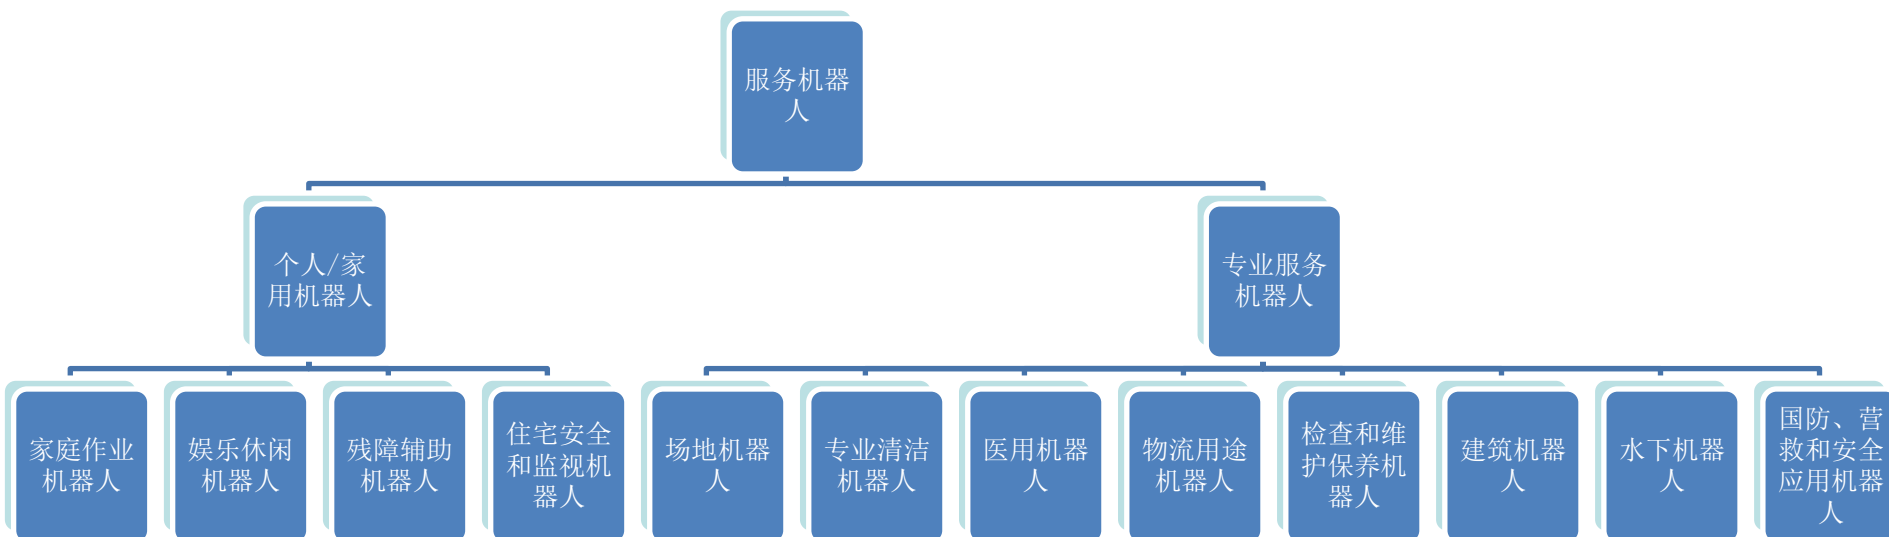 服务机器
人
个人/家
用机器人
专业服务
机器人
家庭作业
机器人
娱乐休闲
机器人
残障辅助
机器人
住宅安全
和监视机
器人
场地机器
人
专业清洁
机器人
医用机器
人
物流用途
机器人
检查和维
护保养机
器人
建筑机器
人
水下机器
人
国防、营
救和安全
应用机器
人